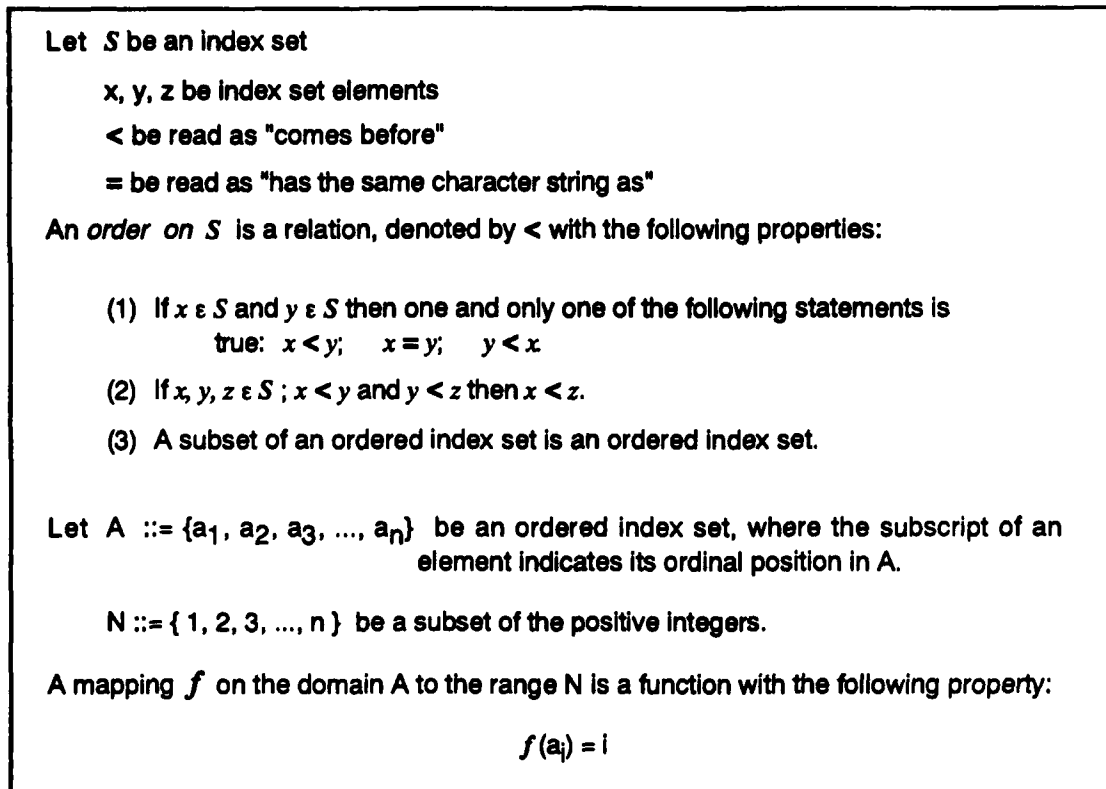 Let S be an index set
x, y, z be index set elements
< be read as "comes before"
= be read as "has the same character string as"
An order on S is a relation, denoted by < with the following properties:
(1) If x ε S and y ε S then one and only one of the following statements is
true: x < y; x = y; y < x.
(2) If x, y, z ε S ; x < y and y < z then x < z.
(3) A subset of an ordered index set is an ordered index set.
Let A ::= {a₁, a₂, a₃, ..., aₙ} be an ordered index set, where the subscript of an
element indicates its ordinal position in A.
N ::= { 1, 2, 3, ..., n } be a subset of the positive integers.
A mapping f on the domain A to the range N is a function with the following property:
f(aᵢ) = i